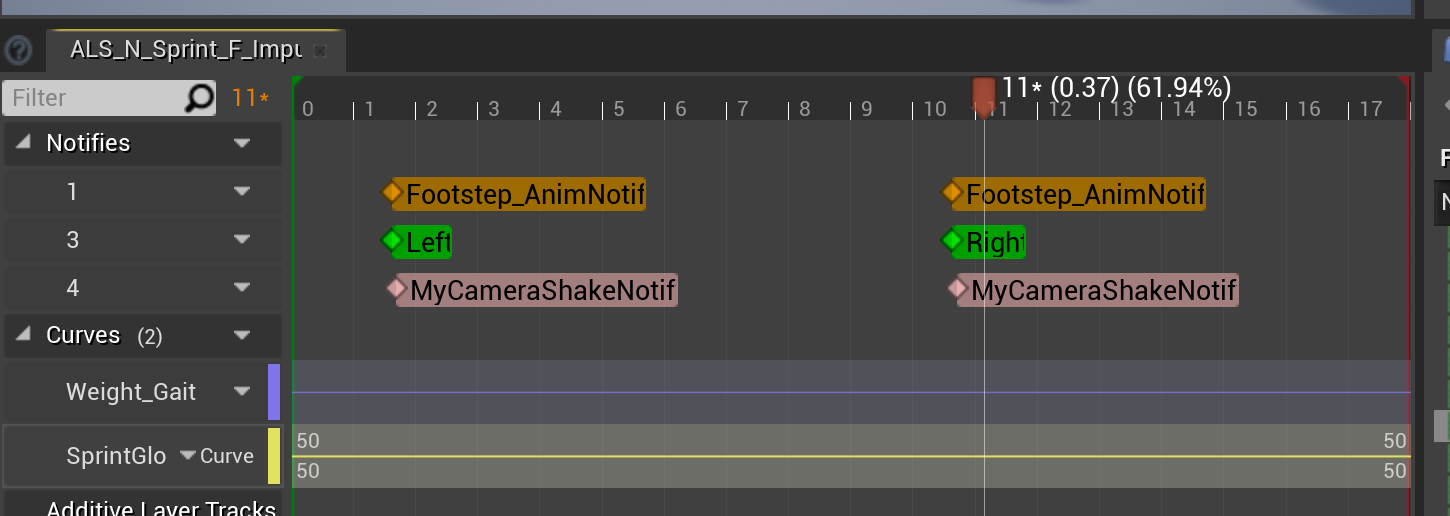 ALS_N_Sprint_F_Impu
Filter 11*
0 1 2 3 4 5 6 7 8 9 10 11 12 13 14 15 16 17
11* (0.37) (61.94%)
Notifies
1 Footstep_AnimNotif Footstep_AnimNotif
3 Left Right
4 MyCameraShakeNotif MyCameraShakeNotif
Curves (2)
Weight_Gait
50 50
SprintGlo Curve
50 50
Additive Layer Tracks